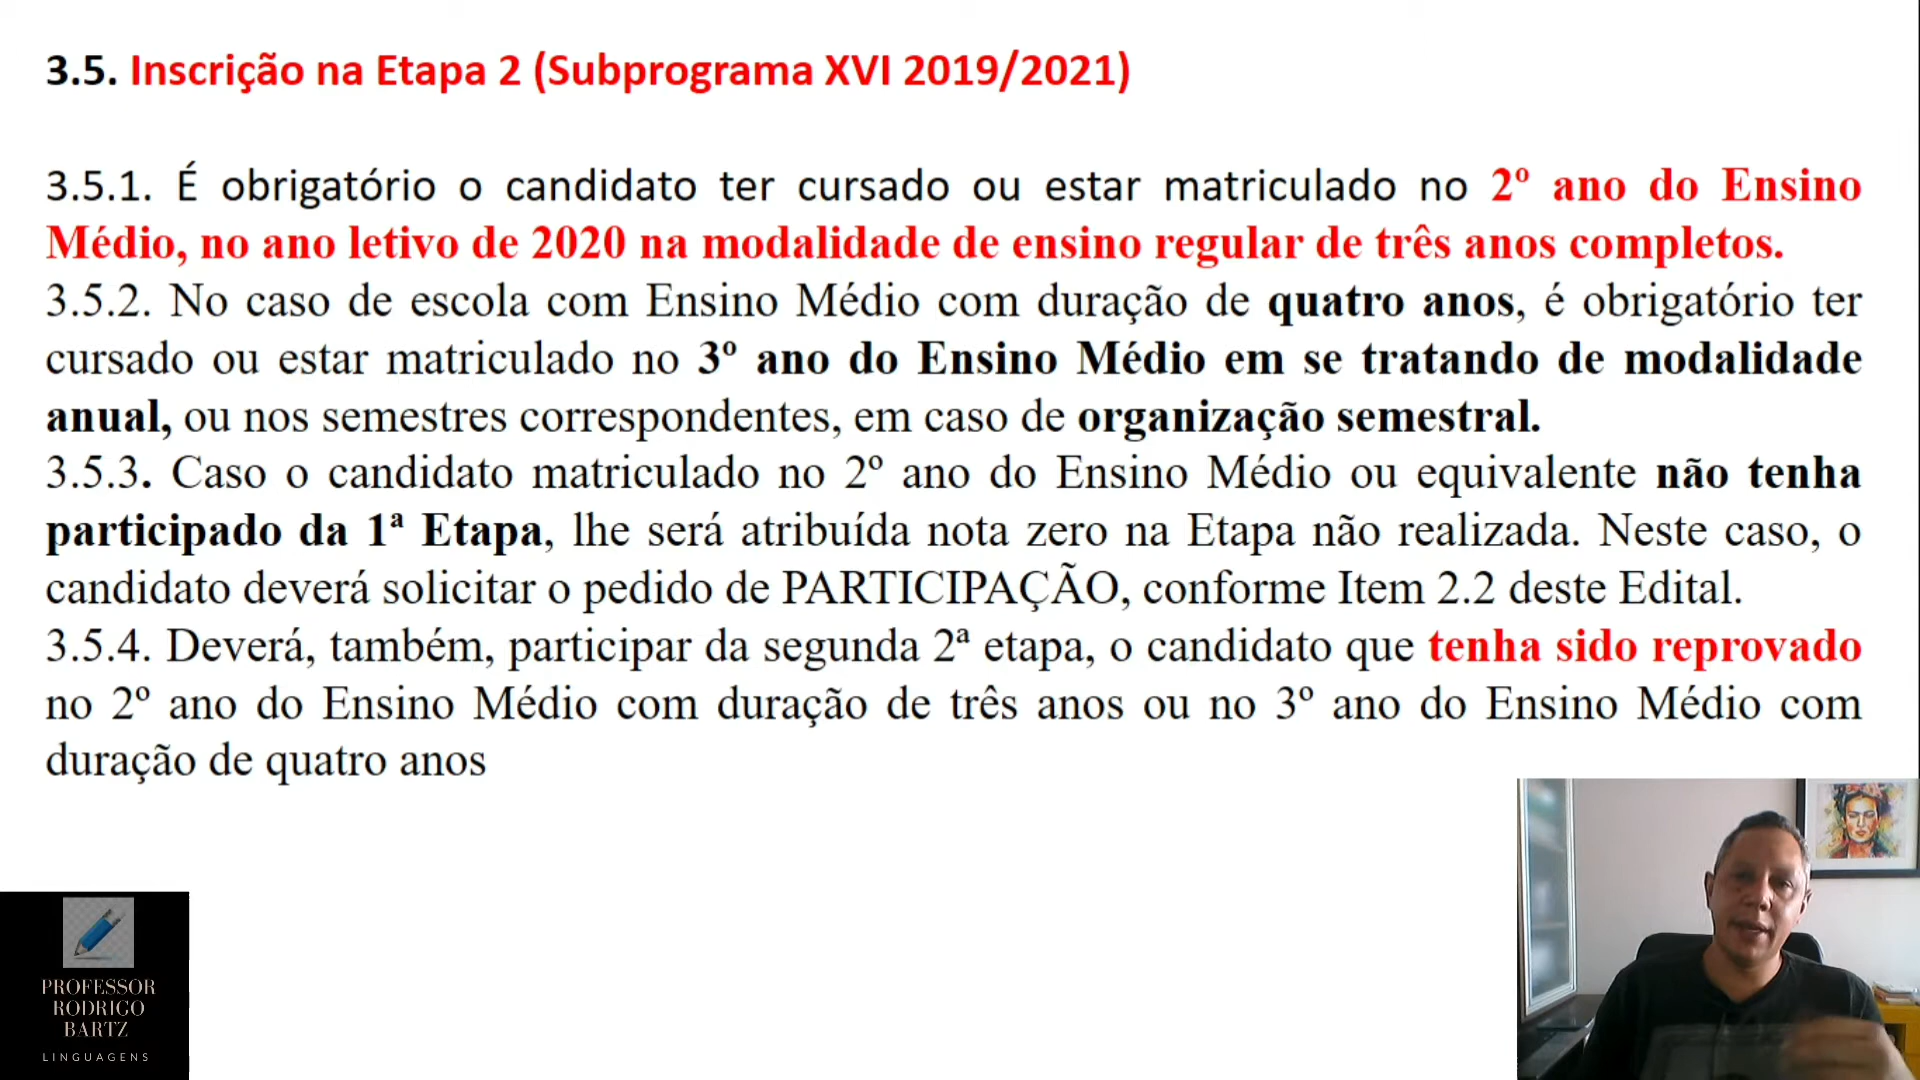 3.5. Inscrição na Etapa 2 (Subprograma XVI 2019/2021)
3.5.1. É obrigatório o candidato ter cursado ou estar matriculado no 2º ano do Ensino
Médio, no ano letivo de 2020 na modalidade de ensino regular de três anos completos.
3.5.2. No caso de escola com Ensino Médio com duração de quatro anos, é obrigatório ter
cursado ou estar matriculado no 3º ano do Ensino Médio em se tratando de modalidade
anual, ou nos semestres correspondentes, em caso de organização semestral.
3.5.3. Caso o candidato matriculado no 2º ano do Ensino Médio ou equivalente não tenha
participado da 1ª Etapa, lhe será atribuída nota zero na Etapa não realizada. Neste caso, o
candidato deverá solicitar o pedido de PARTICIPAÇÃO, conforme Item 2.2 deste Edital.
3.5.4. Deverá, também, participar da segunda 2ª etapa, o candidato que tenha sido reprovado
no 2º ano do Ensino Médio com duração de três anos ou no 3º ano do Ensino Médio com
duração de quatro anos
PROFESSOR
RODRIGO
BARTZ
LINGUAGENS